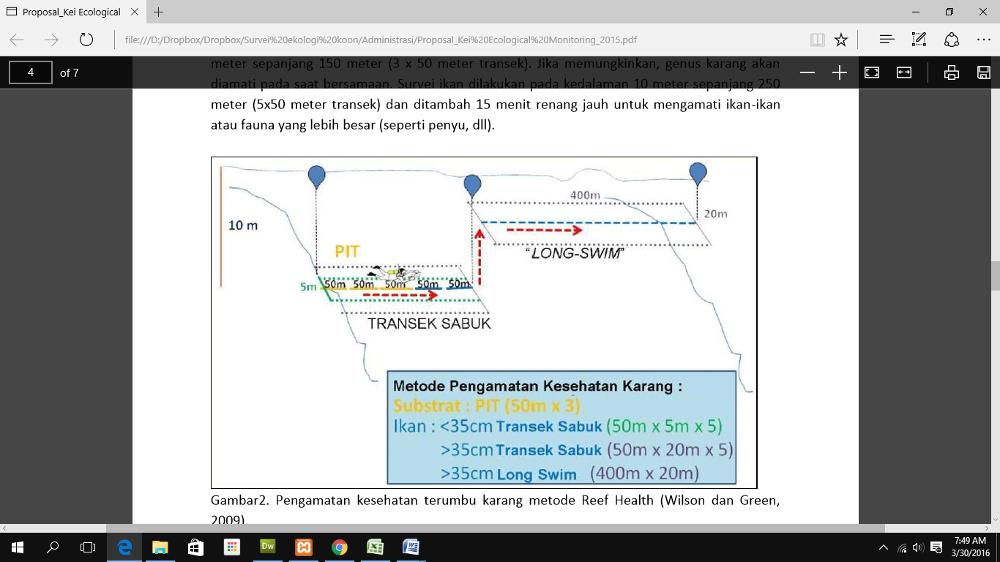 Proposal_Kei Ecological
file:///D:/Dropbox/Dropbox/Survei%20ekologi%20koon/Administrasi/Proposal_Kei%20Ecological%20Monitoring_2015.pdf
4 of 7
meter sepanjang 150 meter (3 x 50 meter transek). Jika memungkinkan, genus karang akan
diamati pada saat bersamaan. Survei ikan dilakukan pada kedalaman 10 meter sepanjang 250
meter (5x50 meter transek) dan ditambah 15 menit renang jauh untuk mengamati ikan-ikan
atau fauna yang lebih besar (seperti penyu, dll).
400m
20m
10 m
"LONG-SWIM"
PIT
5m 50m 50m 50m 50m 50m
TRANSEK SABUK
Metode Pengamatan Kesehatan Karang :
Substrat : PIT (50m x 3)
Ikan : <35cm Transek Sabuk (50m x 5m x 5)
>35cm Transek Sabuk (50m x 20m x 5)
>35cm Long Swim (400m x 20m)
Gambar2. Pengamatan kesehatan terumbu karang metode Reef Health (Wilson dan Green,
2009).
Dw
7:49 AM
3/30/2016